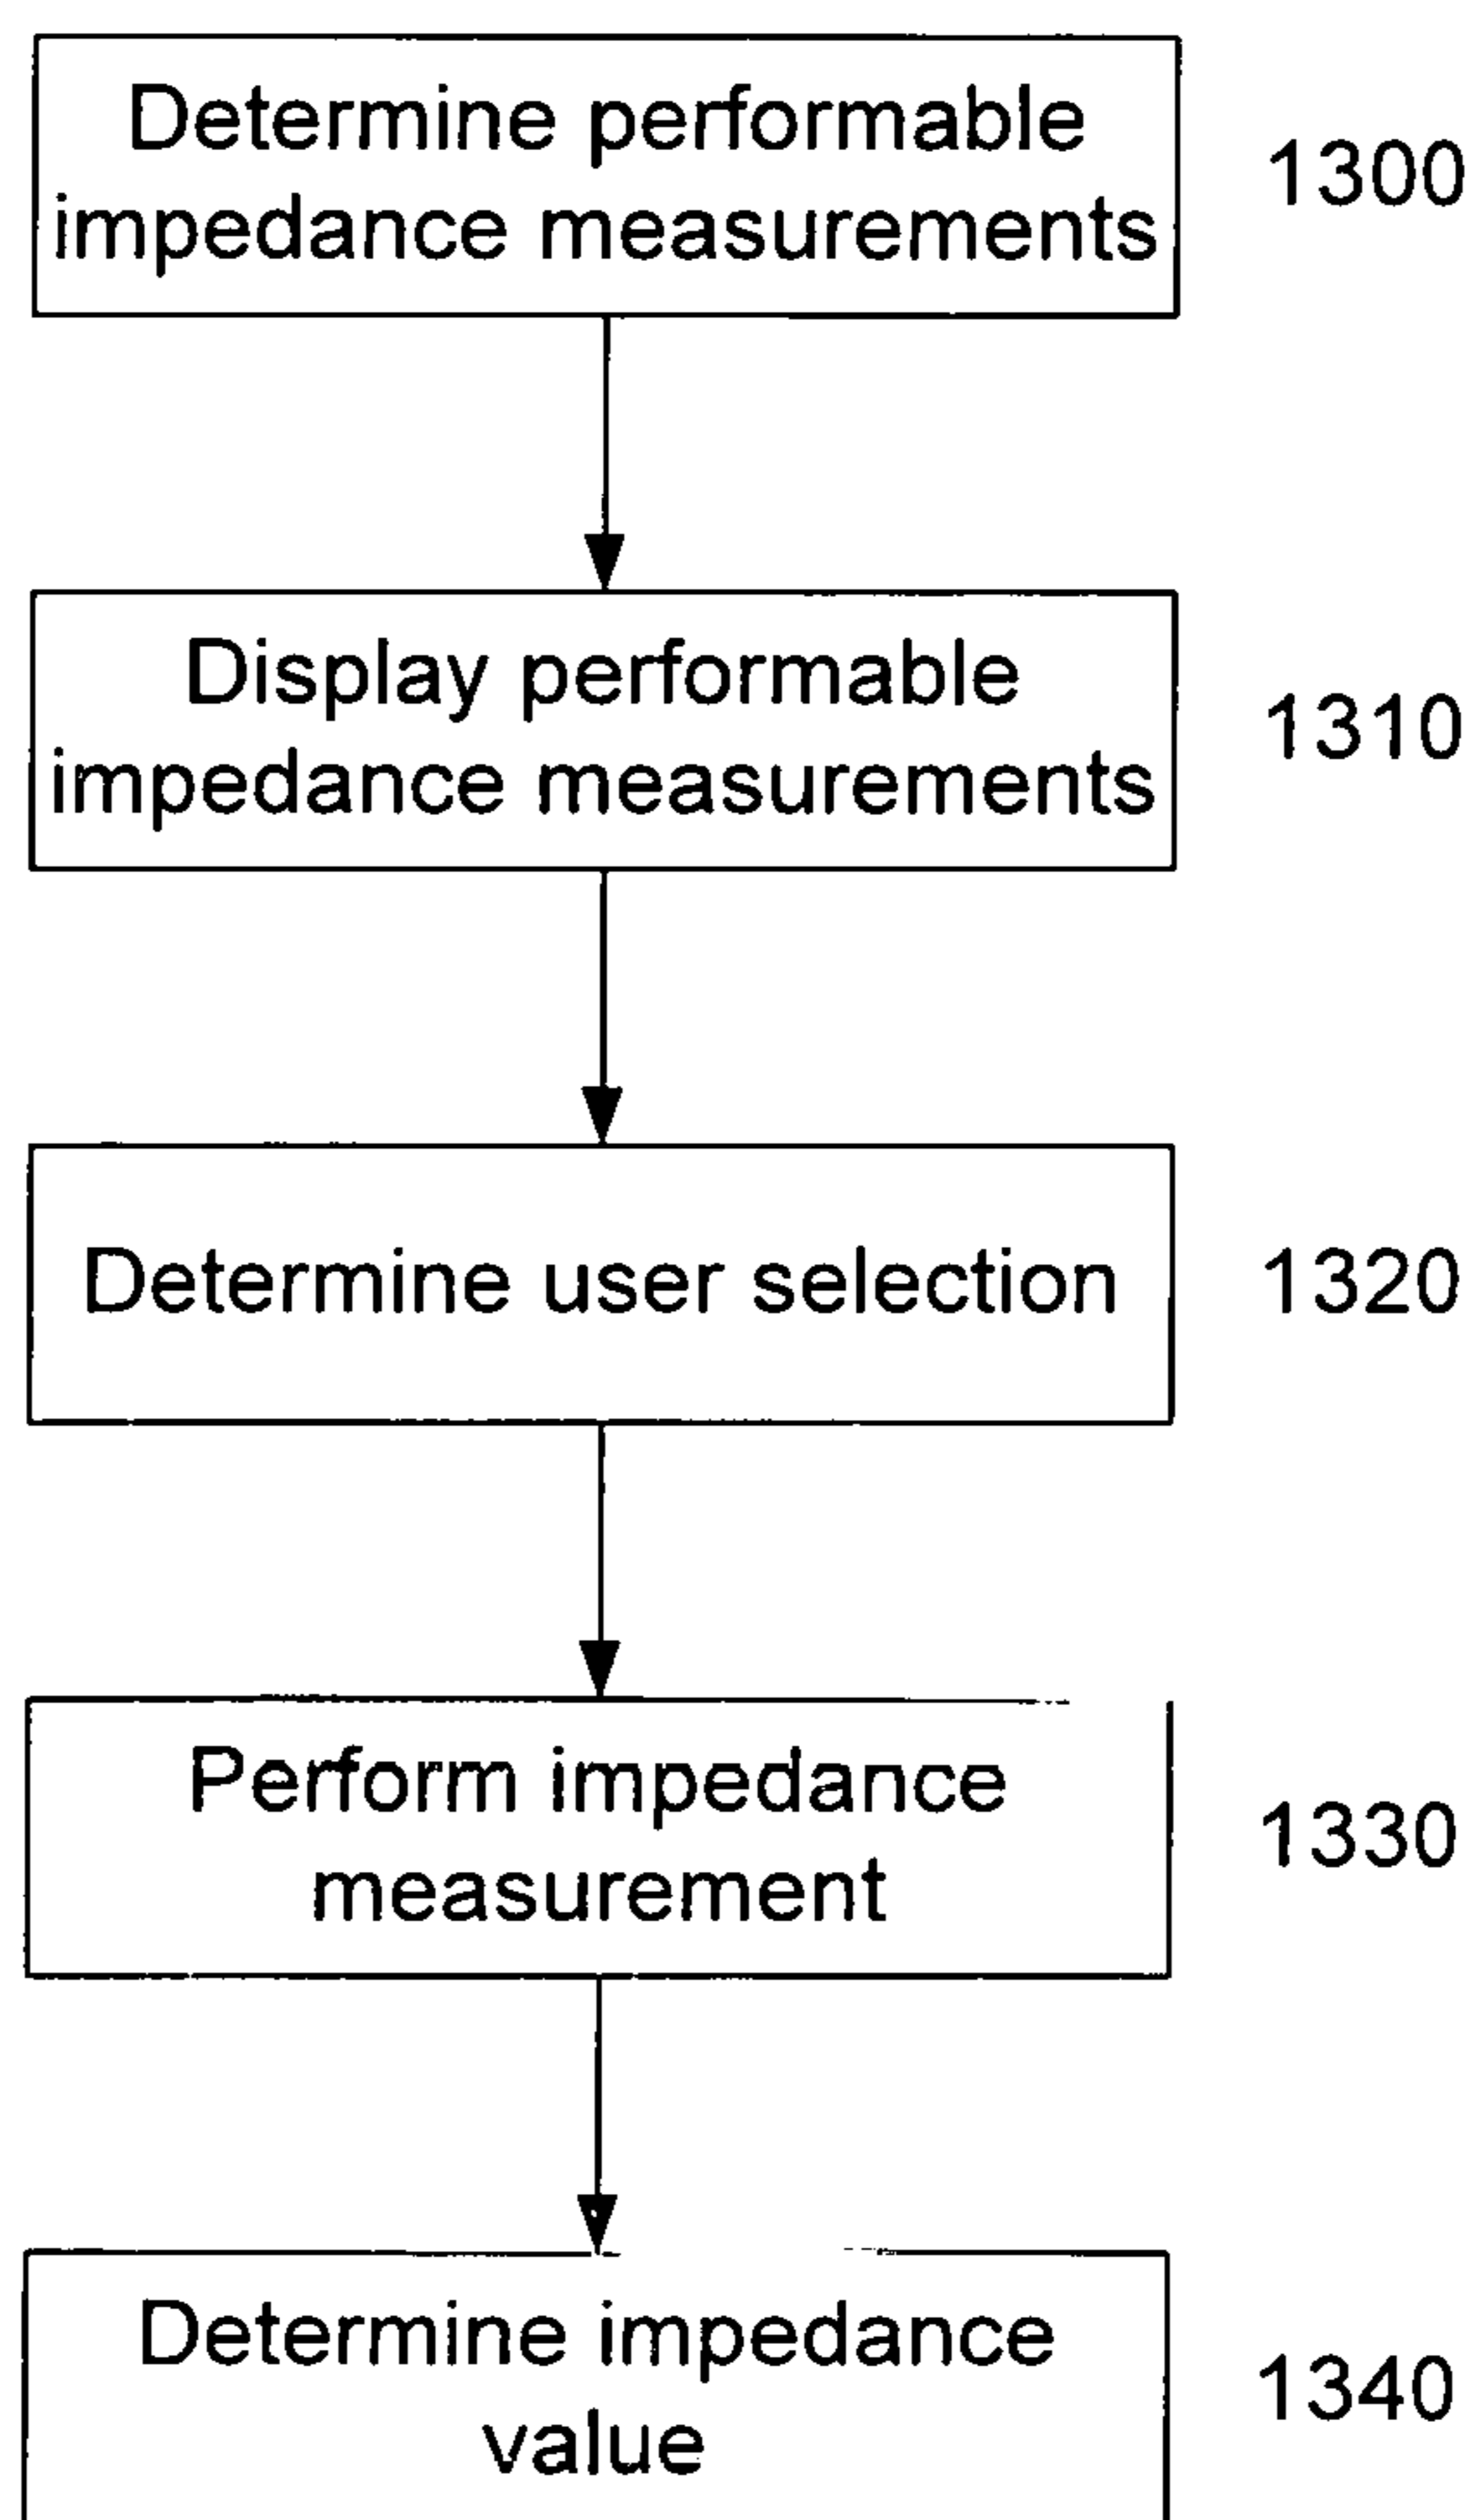 Determine performable
impedance measurements
1300
Display performable
impedance measurements
1310
Determine user selection
1320
Perform impedance
measurement
1330
Determine impedance
value
1340